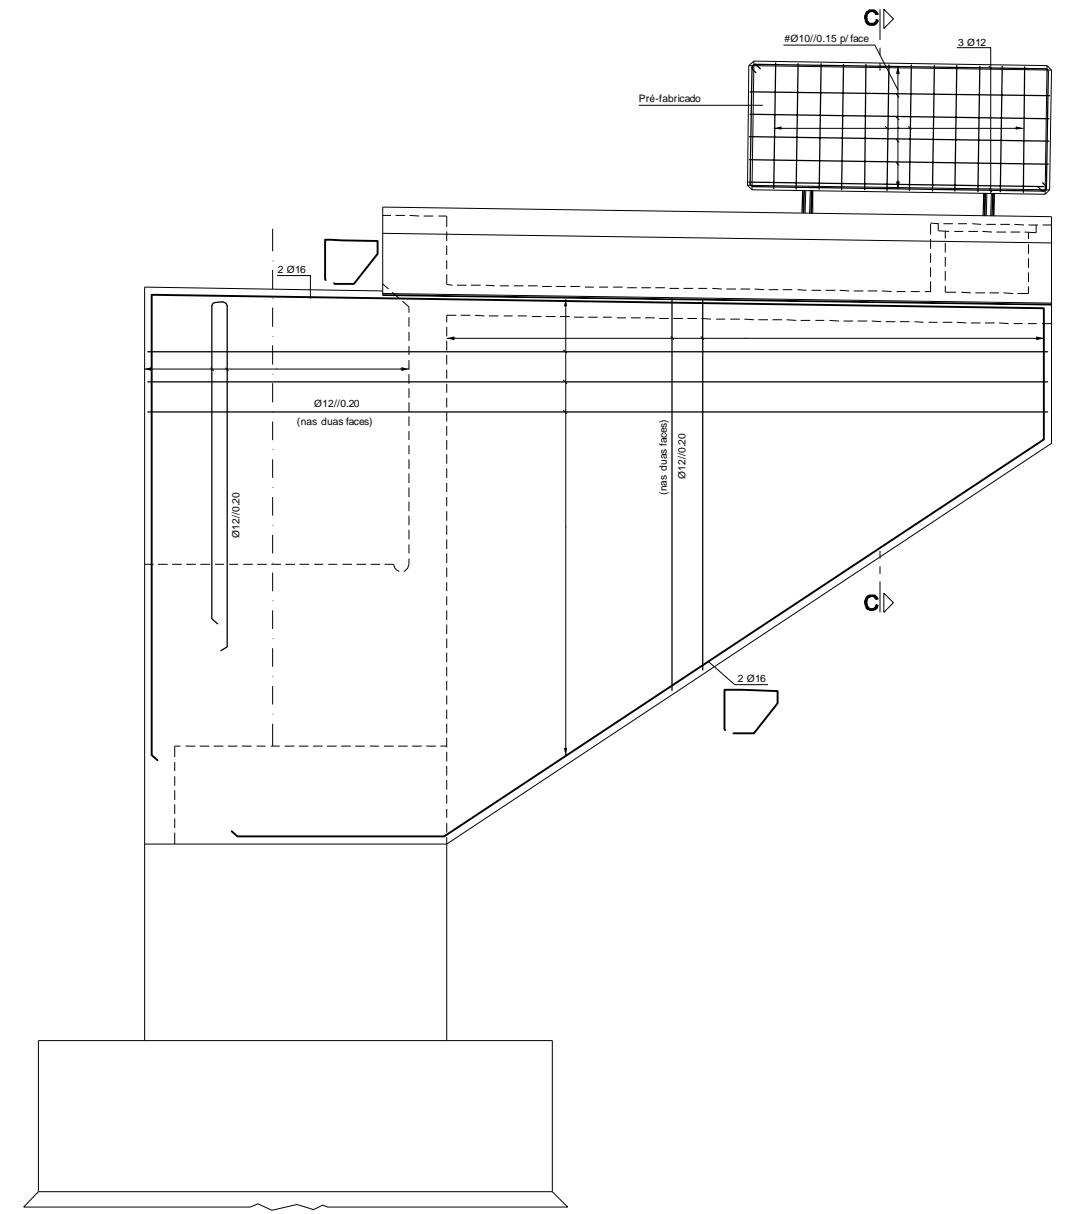 C
#Ø10//0.15 p/ face
3 Ø12
Pré-fabricado
2 Ø16
Ø12//0.20
(nas duas faces)
(nas duas faces)
Ø12//0.20
Ø12//0.20
C
2 Ø16